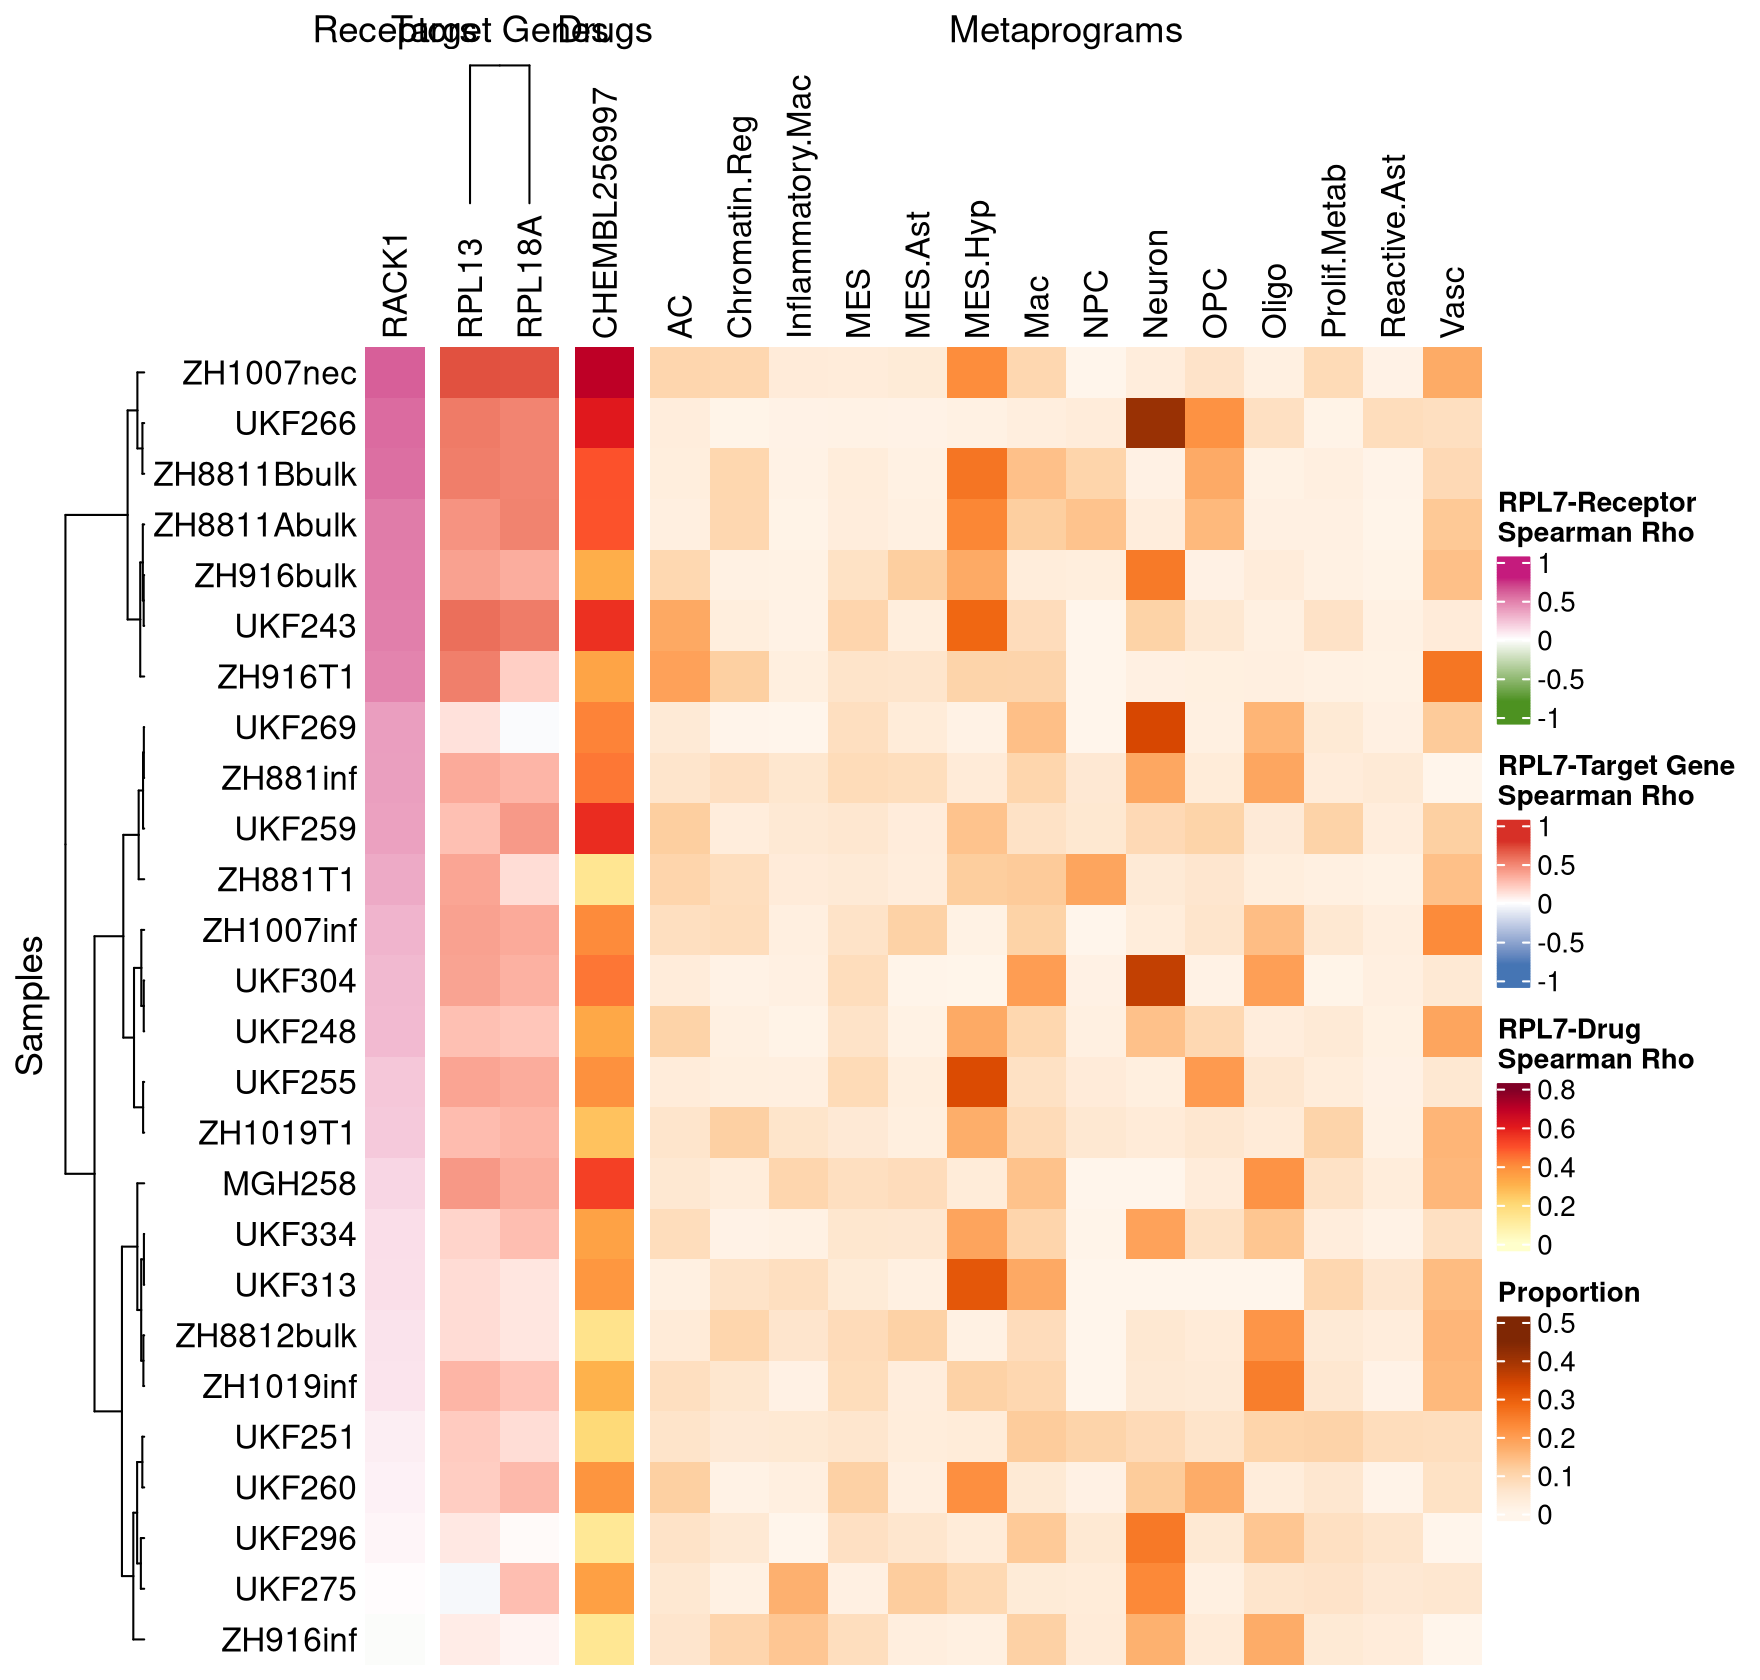 Receptors Target Genes Drugs Metaprograms
RACK1 RPL13 RPL18A CHEMBL256997 AC Chromatin.Reg Inflammatory.Mac MES MES.Ast MES.Hyp Mac NPC Neuron OPC Oligo Prolif.Metab Reactive.Ast Vasc
Samples
ZH1007nec
UKF266
ZH8811Bbulk
ZH8811Abulk
ZH916bulk
UKF243
ZH916T1
UKF269
ZH881inf
UKF259
ZH881T1
ZH1007inf
UKF304
UKF248
UKF255
ZH1019T1
MGH258
UKF334
UKF313
ZH8812bulk
ZH1019inf
UKF251
UKF260
UKF296
UKF275
ZH916inf
RPL7-Receptor
Spearman Rho
1
0.5
0
-0.5
-1
RPL7-Target Gene
Spearman Rho
1
0.5
0
-0.5
-1
RPL7-Drug
Spearman Rho
0.8
0.6
0.4
0.2
0
Proportion
0.5
0.4
0.3
0.2
0.1
0